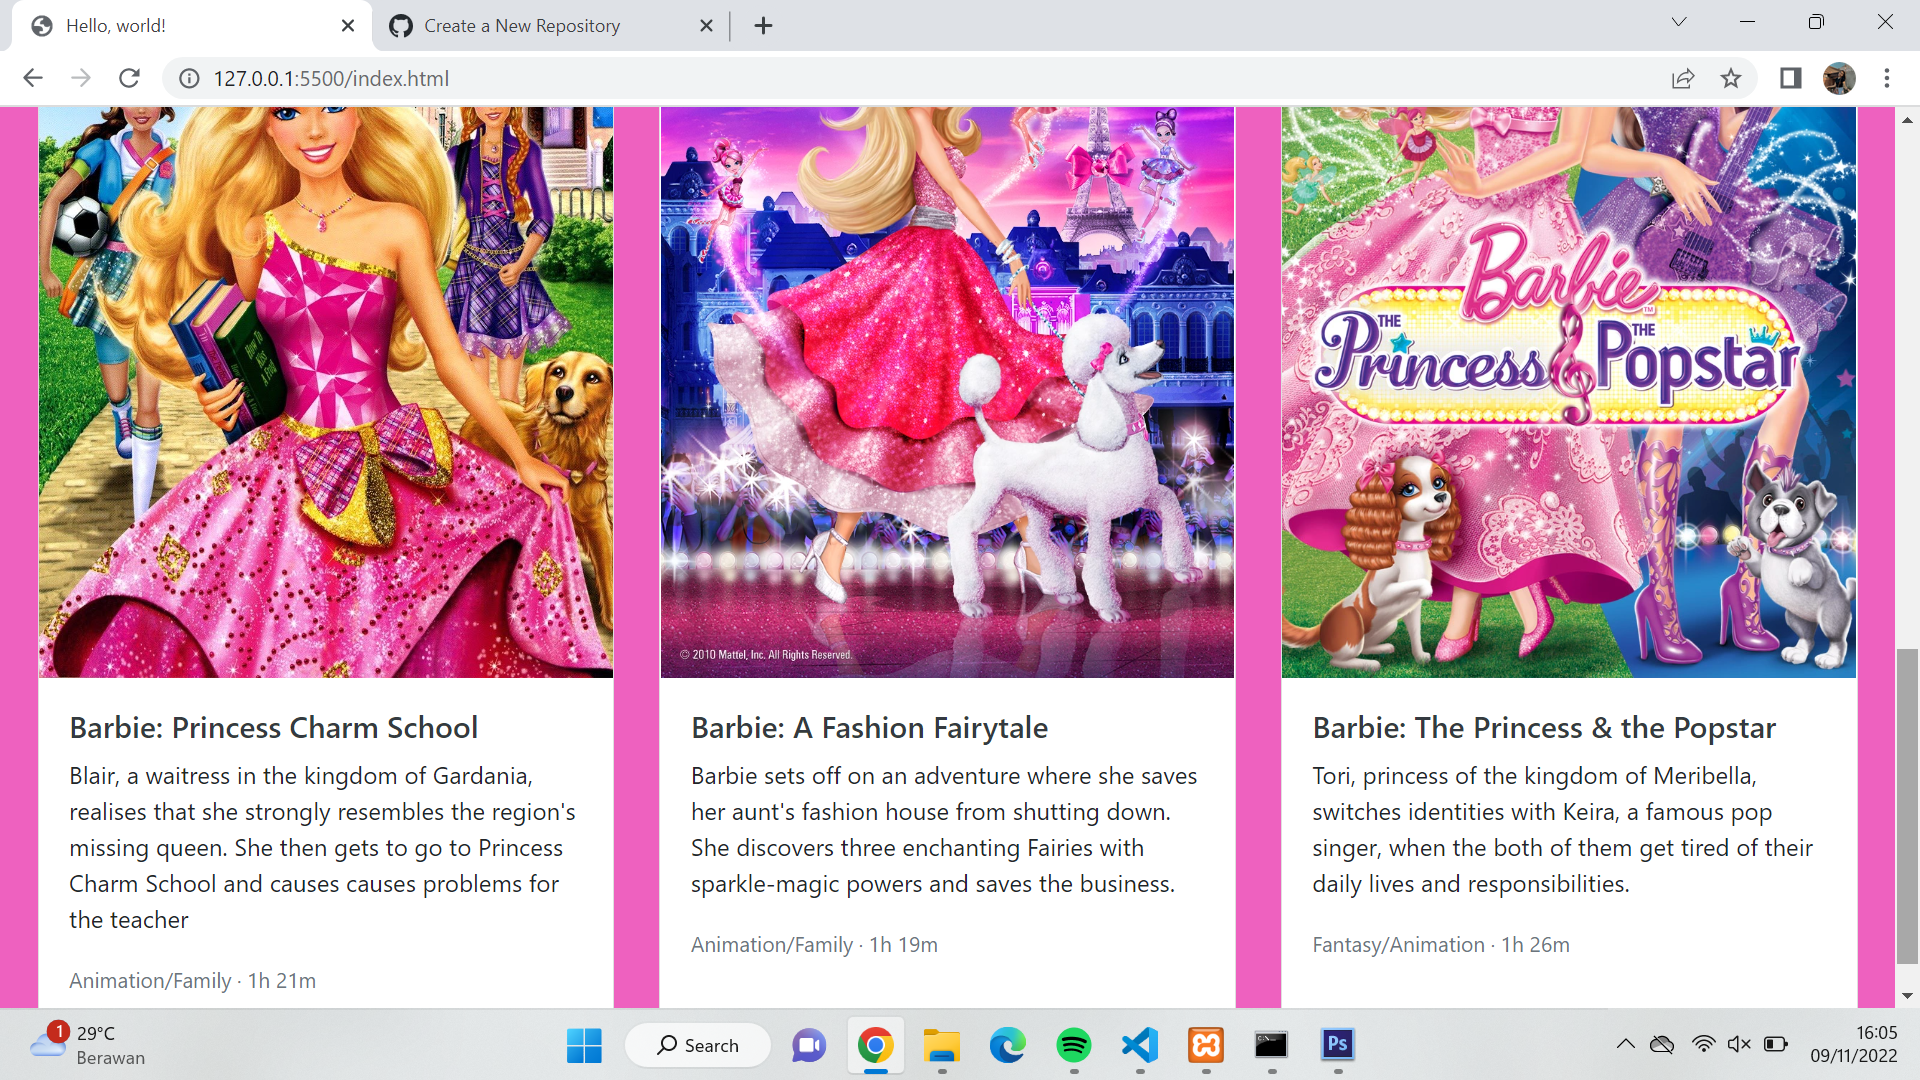 Hello, world!
Create a New Repository
127.0.0.1:5500/index.html
© 2010 Mattel, Inc. All Rights Reserved.
Barbie
TM
THE
Princess
THE
Popstar
Barbie: Princess Charm School
Blair, a waitress in the kingdom of Gardania,
realises that she strongly resembles the region's
missing queen. She then gets to go to Princess
Charm School and causes causes problems for
the teacher
Animation/Family · 1h 21m
Barbie: A Fashion Fairytale
Barbie sets off on an adventure where she saves
her aunt's fashion house from shutting down.
She discovers three enchanting Fairies with
sparkle-magic powers and saves the business.
Animation/Family · 1h 19m
Barbie: The Princess & the Popstar
Tori, princess of the kingdom of Meribella,
switches identities with Keira, a famous pop
singer, when the both of them get tired of their
daily lives and responsibilities.
Fantasy/Animation · 1h 26m
1
29°C
Berawan
Search
Ps
16:05
09/11/2022